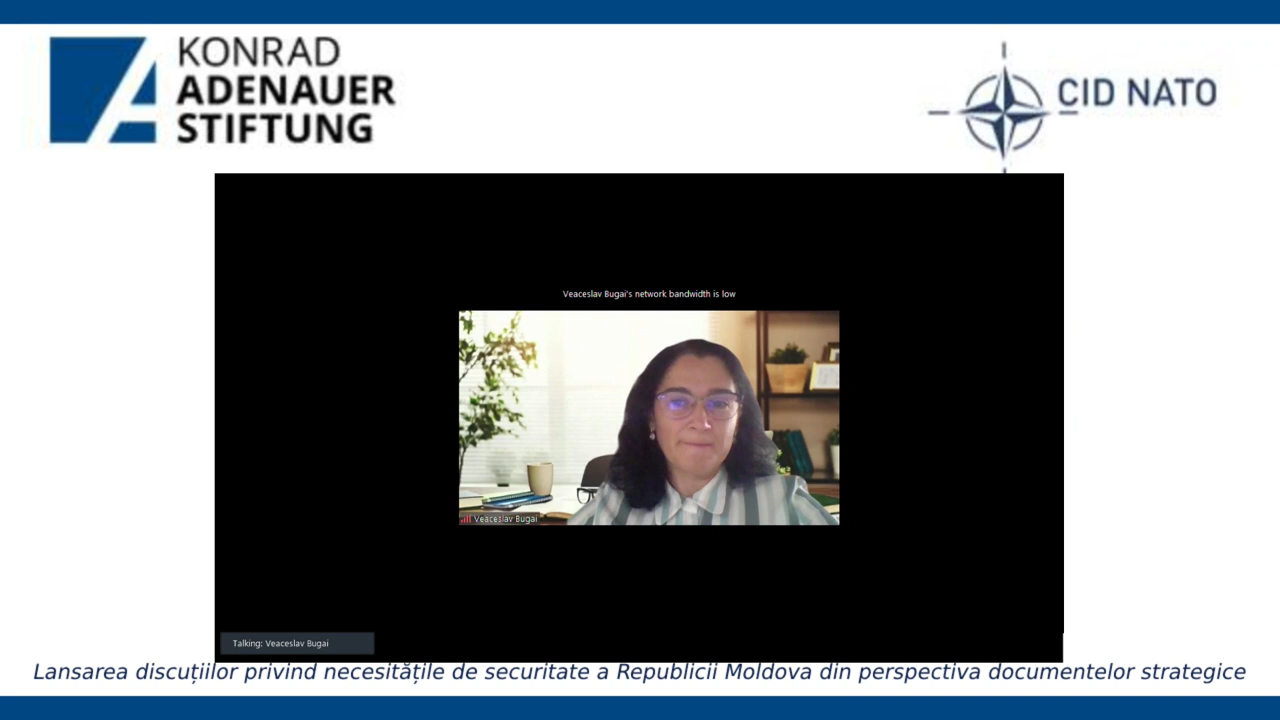 KONRAD
ADENAUER
STIFTUNG
CID NATO
Veaceslav Bugai's network bandwidth is low
Veaceslav Bugai
Talking: Veaceslav Bugai
Lansarea discuțiilor privind necesitățile de securitate a Republicii Moldova din perspectiva documentelor strategice